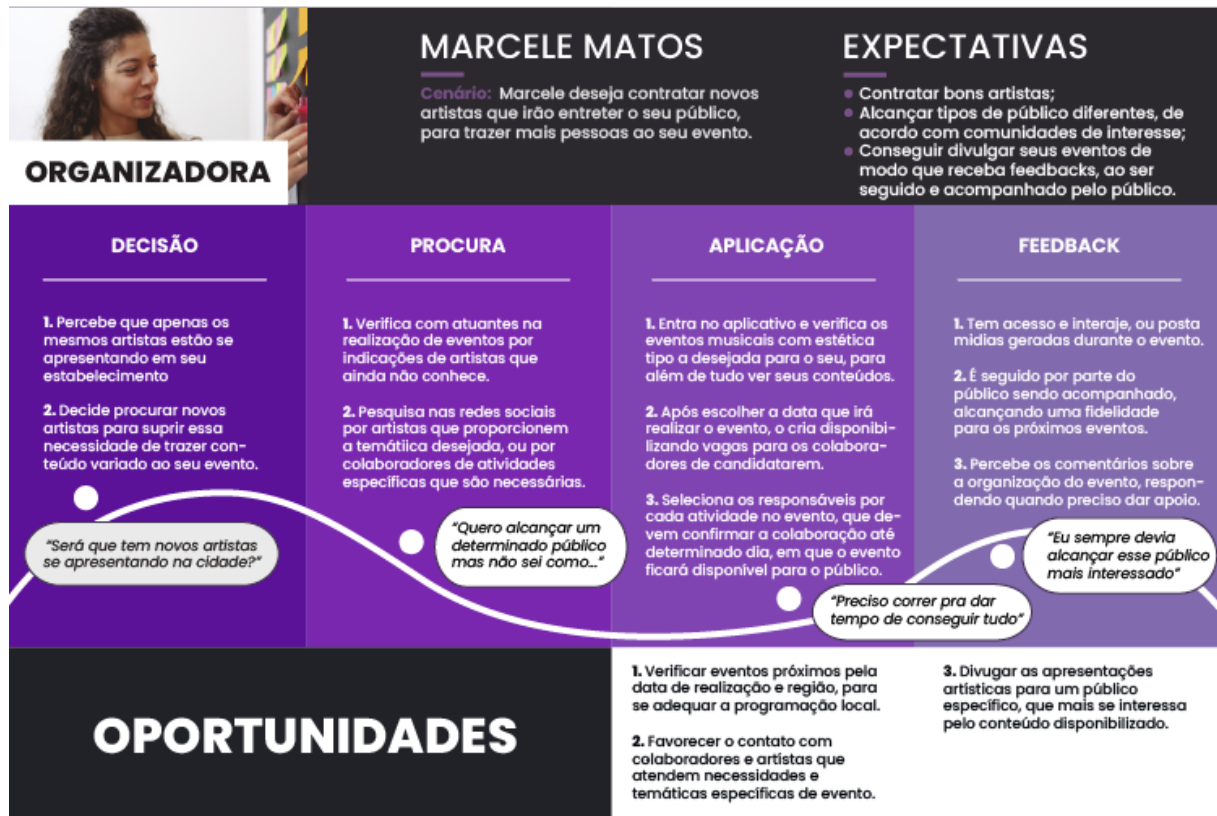 ORGANIZADORA
MARCELE MATOS
Cenário: Marcele deseja contratar novos
artistas que irão entreter o seu público,
para trazer mais pessoas ao seu evento.
EXPECTATIVAS
Contratar bons artistas;
Alcançar tipos de público diferentes, de
acordo com comunidades de interesse;
Conseguir divulgar seus eventos de
modo que receba feedbacks, ao ser
seguido e acompanhado pelo público.
DECISÃO
1. Percebe que apenas os
mesmos artistas estão se
apresentando em seu
estabelecimento
2. Decide procurar novos
artistas para suprir essa
necessidade de trazer con-
teúdo variado ao seu evento.
"Será que tem novos artistas
se apresentando na cidade?"
PROCURA
1. Verifica com atuantes na
realização de eventos por
indicações de artistas que
ainda não conhece.
2. Pesquisa nas redes sociais
por artistas que proporcionem
a temátiica desejada, ou por
colaboradores de atividades
específicas que são necessárias.
"Quero alcançar um
determinado público
mas não sei como..."
APLICAÇÃO
1. Entra no aplicativo e verifica os
eventos musicais com estética
tipo a desejada para o seu, para
além de tudo ver seus conteúdos.
2. Após escolher a data que irá
realizar o evento, o cria disponibi-
lizando vagas para os colabora-
dores de candidatarem.
3. Seleciona os responsáveis por
cada atividade no evento, que de-
vem confirmar a colaboração até
determinado dia, em que o evento
ficará disponível para o público.
"Preciso correr pra dar
tempo de conseguir tudo"
FEEDBACK
1. Tem acesso e interaje, ou posta
midias geradas durante o evento.
2. É seguido por parte do
público sendo acompanhado,
alcançando uma fidelidade
para os próximos eventos.
3. Percebe os comentários sobre
a organização do evento, respon-
dendo quando preciso dar apoio.
"Eu sempre devia
alcançar esse público
mais interessado"
OPORTUNIDADES
1. Verificar eventos próximos pela
data de realização e região, para
se adequar a programação local.
2. Favorecer o contato com
colaboradores e artístas que
atendem necessidades e
temáticas específicas de evento.
3. Divugar as apresentações
artísticas para um público
específico, que mais se interessa
pelo conteúdo disponibilizado.